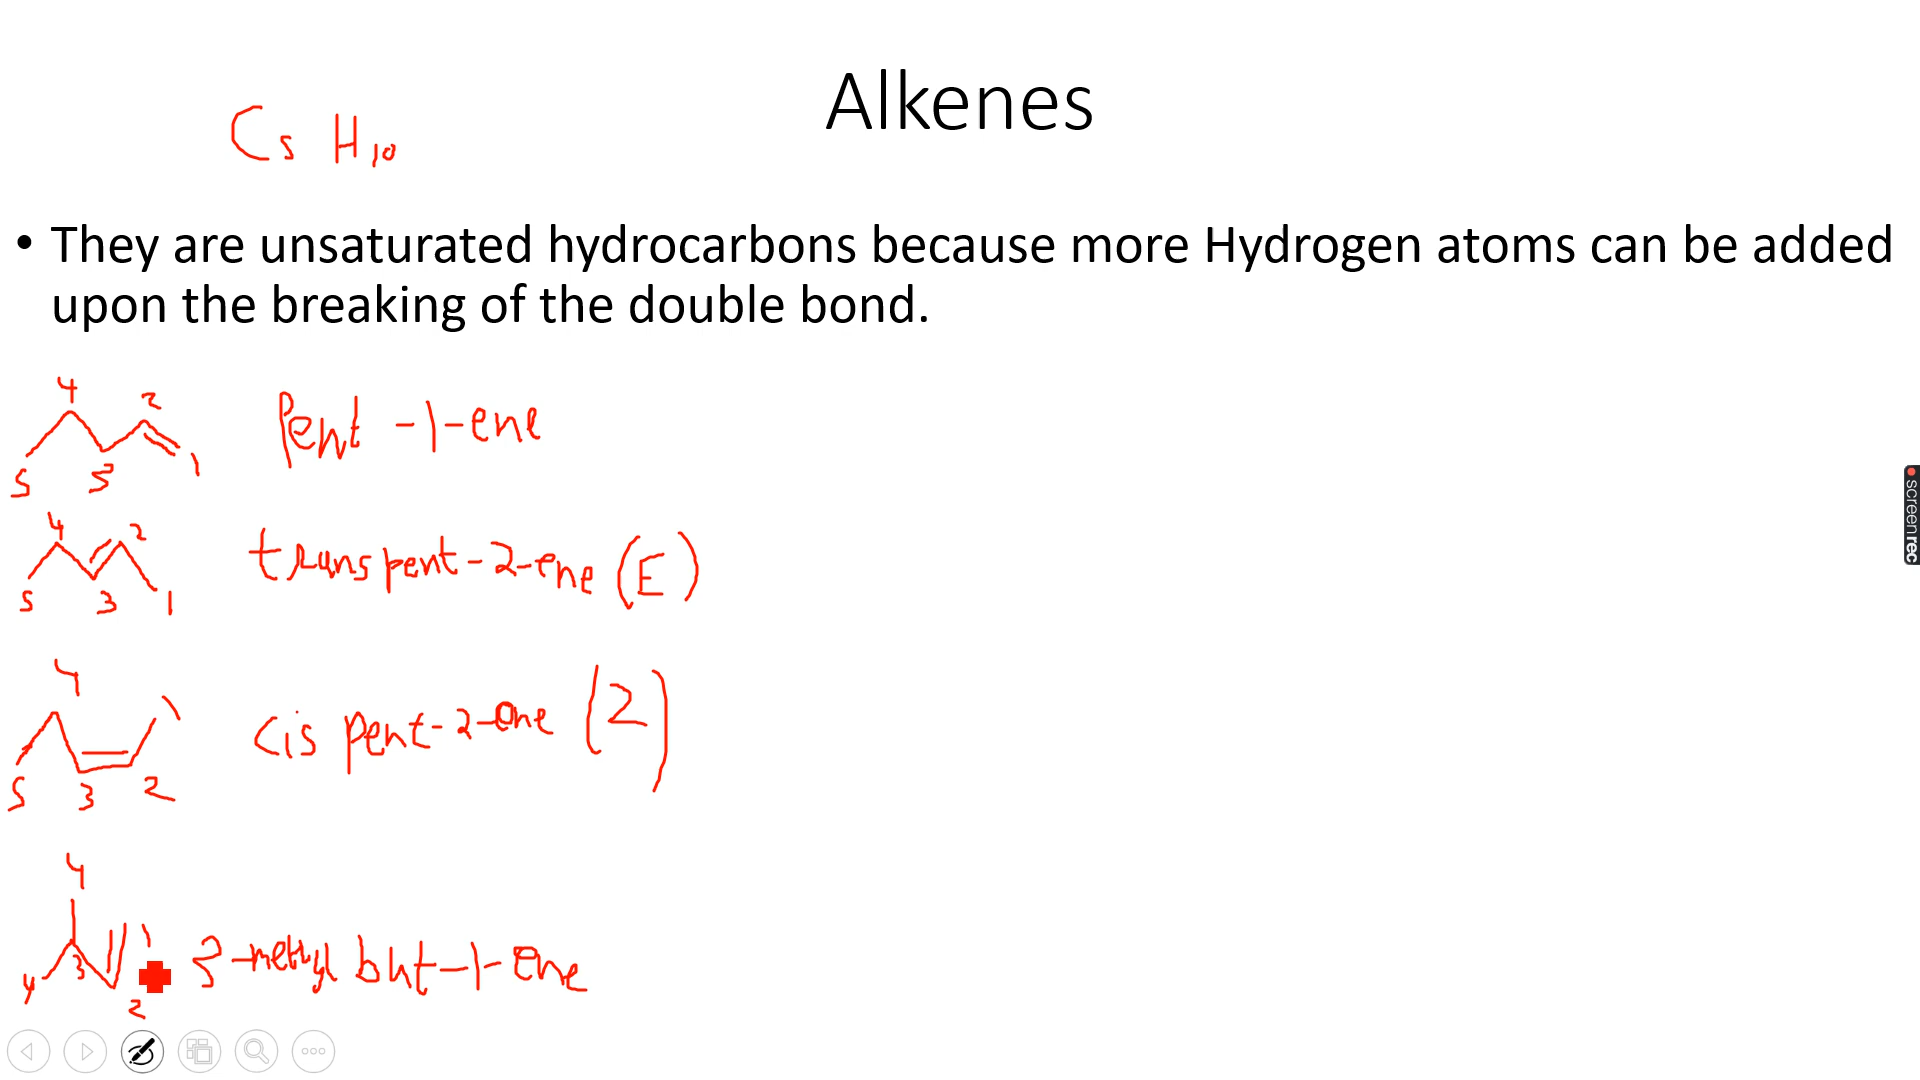 Alkenes
C5 H10
• They are unsaturated hydrocarbons because more Hydrogen atoms can be added
upon the breaking of the double bond.
4 2
Pent -1-ene
5 3 1
4 2
trans pent-2-ene (E)
5 3 1
4 1
cis pent-2-ene (Z)
5 3 2
4
1
4 3 3-methyl but-1-ene
2
screenrec